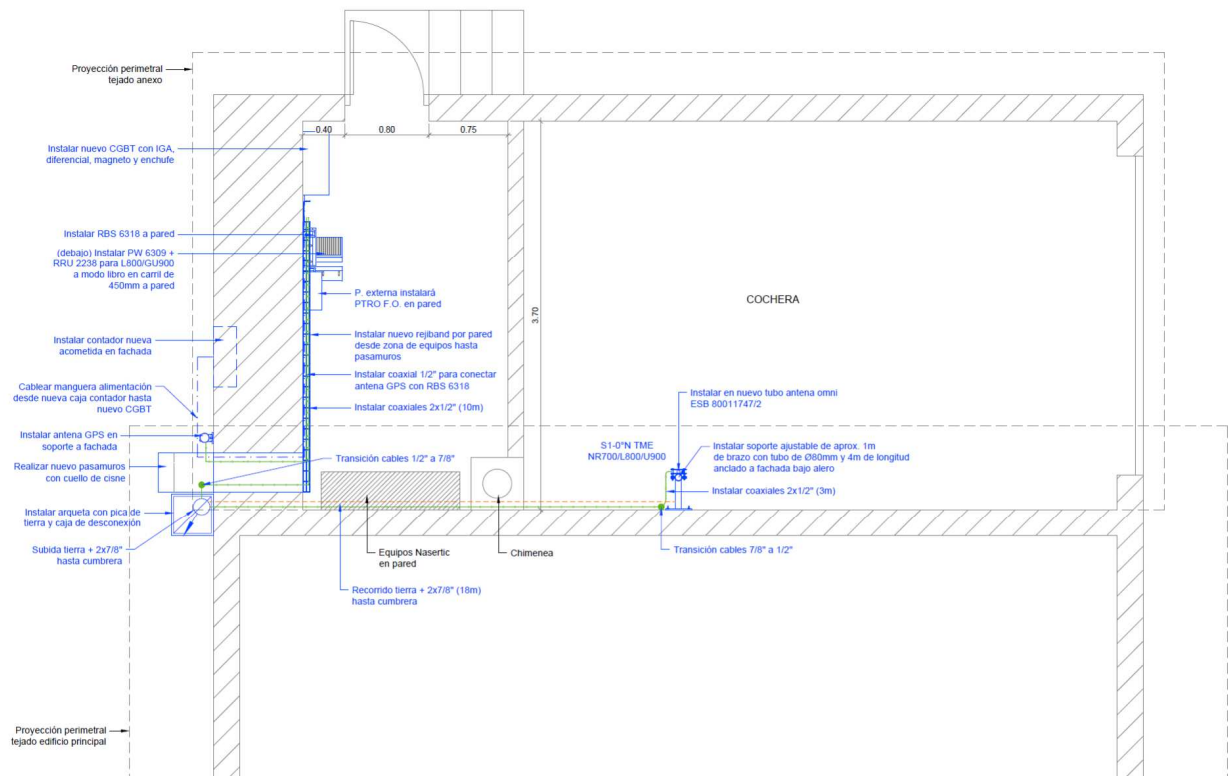 Proyección perimetral
tejado anexo
0.40
0.80
0.75
Instalar nuevo CGBT con IGA,
diferencial, magneto y enchufe
Instalar RBS 6318 a pared
(debajo) Instalar PW 6309 +
RRU 2238 para L800/GU900
a modo libro en carril de
450mm a pared
P. externa instalará
PTRO F.O. en pared
COCHERA
3.70
Instalar contador nueva
acometida en fachada
Instalar nuevo rejiband por pared
desde zona de equipos hasta
pasamuros
Instalar coaxial 1/2" para conectar
antena GPS con RBS 6318
Cablear manguera alimentación
desde nueva caja contador hasta
nuevo CGBT
Instalar coaxiales 2x1/2" (10m)
Instalar en nuevo tubo antena omni
ESB 80011747/2
Instalar antena GPS en
soporte a fachada
S1-0°N TME
NR700/L800/U900
Instalar soporte ajustable de aprox. 1m
de brazo con tubo de Ø80mm y 4m de longitud
anclado a fachada bajo alero
Realizar nuevo pasamuros
con cuello de cisne
Transición cables 1/2" a 7/8"
Instalar coaxiales 2x1/2" (3m)
Instalar arqueta con pica de
tierra y caja de desconexión
Subida tierra + 2x7/8"
hasta cumbrera
Equipos Nasertic
en pared
Chimenea
Transición cables 7/8" a 1/2"
Recorrido tierra + 2x7/8" (18m)
hasta cumbrera
Proyección perimetral
tejado edificio principal